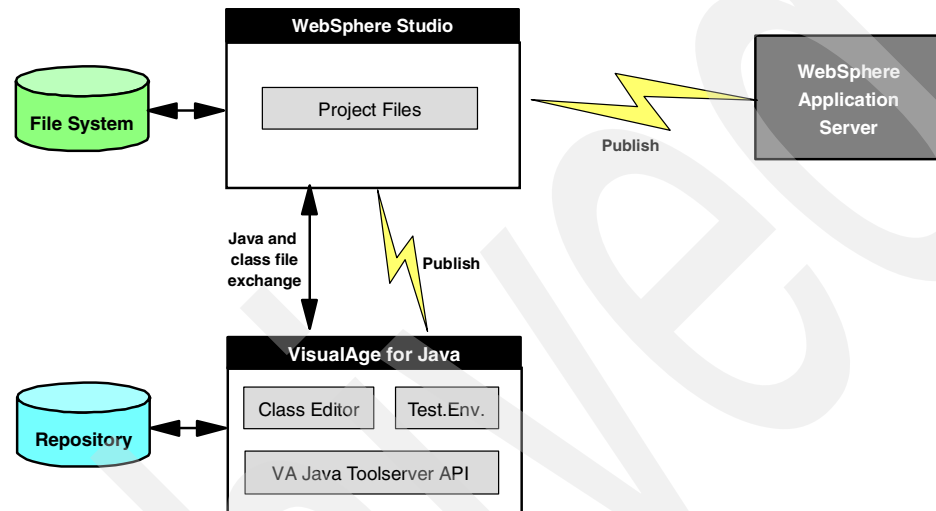 WebSphere Studio
Project Files
File System
WebSphere
Application
Server
Publish
Java and
class file
exchange
Publish
VisualAge for Java
Class Editor
Test.Env.
Repository
VA Java Toolserver API